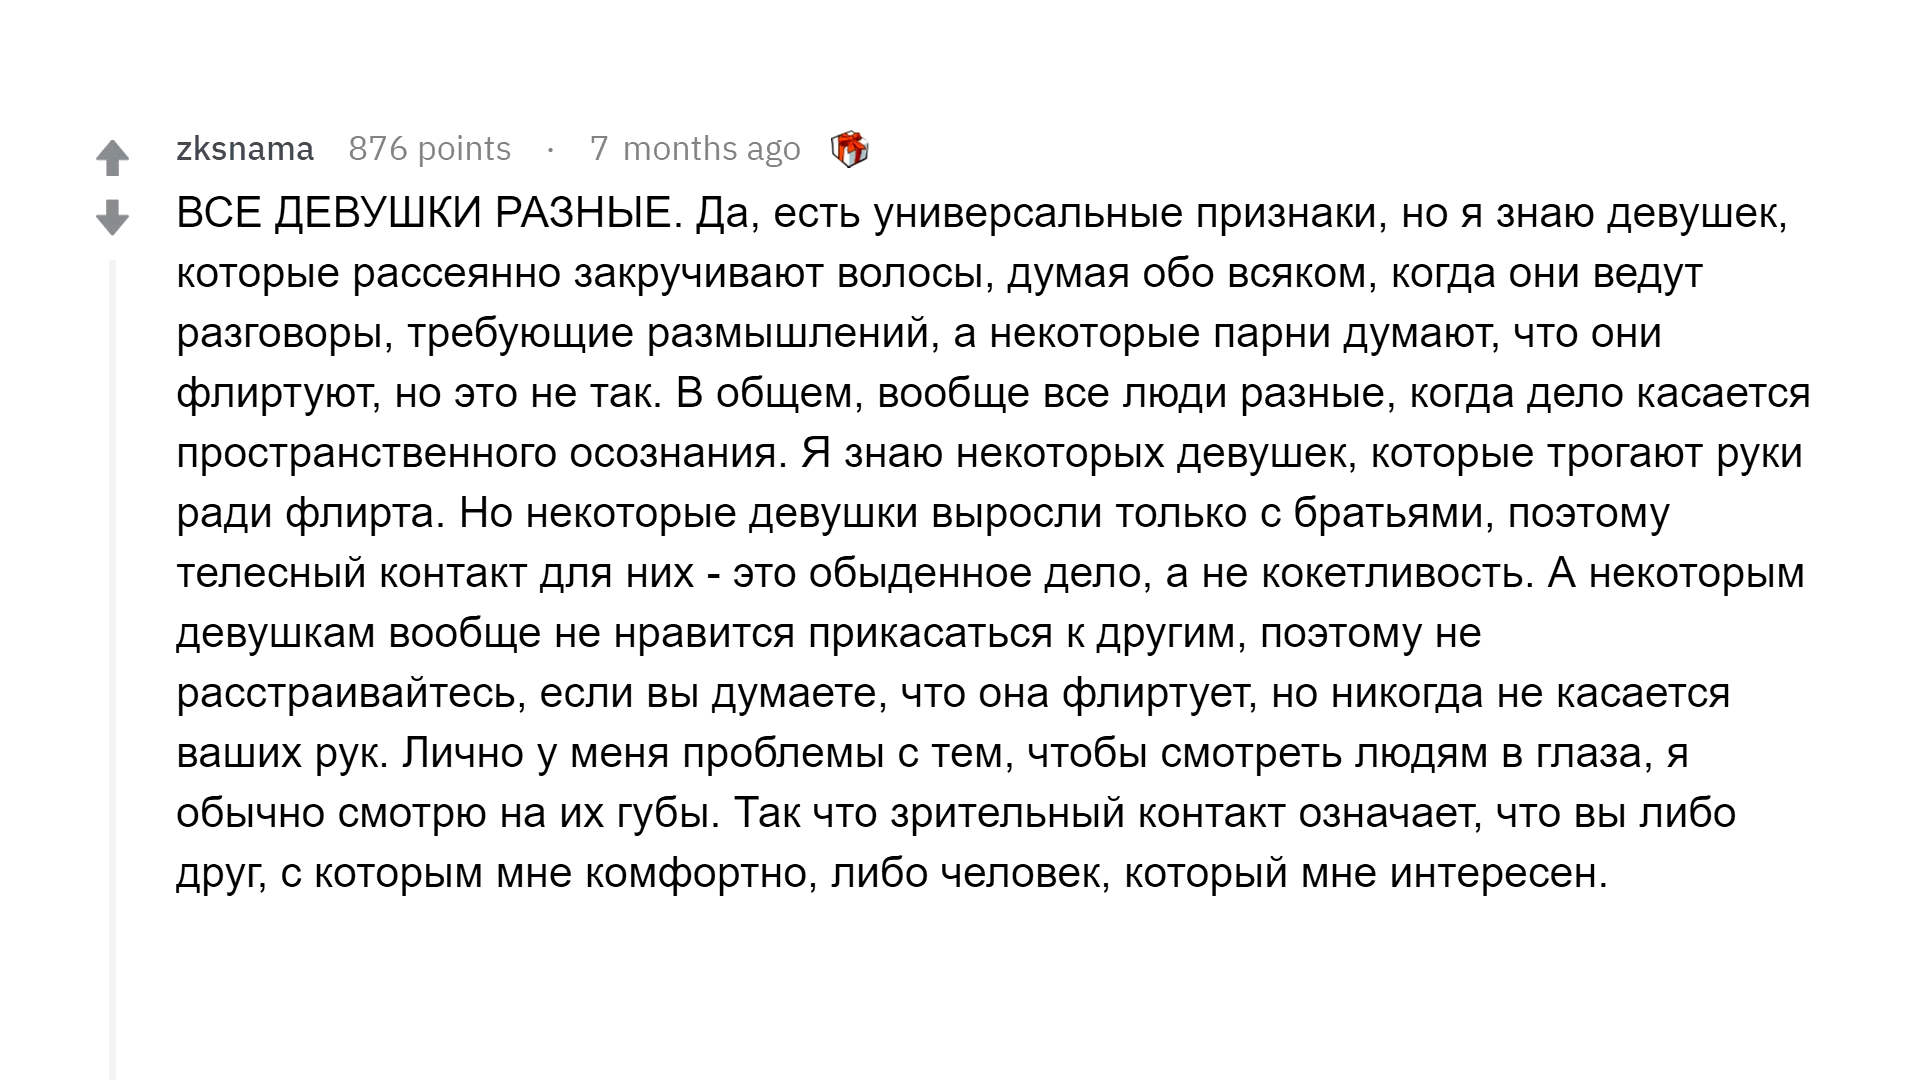 zksnama 876 points · 7 months ago
ВСЕ ДЕВУШКИ РАЗНЫЕ. Да, есть универсальные признаки, но я знаю девушек,
которые рассеянно закручивают волосы, думая обо всяком, когда они ведут
разговоры, требующие размышлений, а некоторые парни думают, что они
флиртуют, но это не так. В общем, вообще все люди разные, когда дело касается
пространственного осознания. Я знаю некоторых девушек, которые трогают руки
ради флирта. Но некоторые девушки выросли только с братьями, поэтому
телесный контакт для них - это обыденное дело, а не кокетливость. А некоторым
девушкам вообще не нравится прикасаться к другим, поэтому не
расстраивайтесь, если вы думаете, что она флиртует, но никогда не касается
ваших рук. Лично у меня проблемы с тем, чтобы смотреть людям в глаза, я
обычно смотрю на их губы. Так что зрительный контакт означает, что вы либо
друг, с которым мне комфортно, либо человек, который мне интересен.